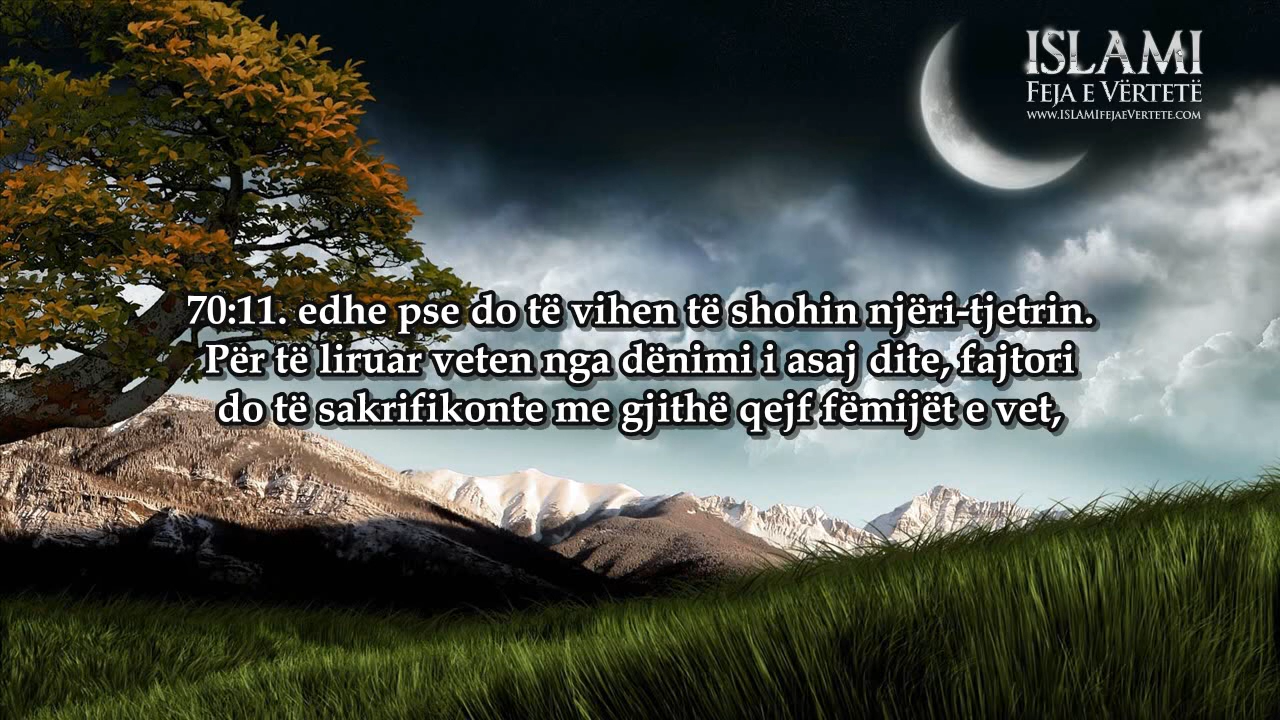 ISLAMI
FEJA E VËRTETË
WWW.ISLAMIFEJAEVERTETE.COM
70:11. edhe pse do të vihen të shohin njëri-tjetrin.
Për të liruar veten nga dënimi i asaj dite, fajtori
do të sakrifikonte me gjithë qejf fëmijët e vet,